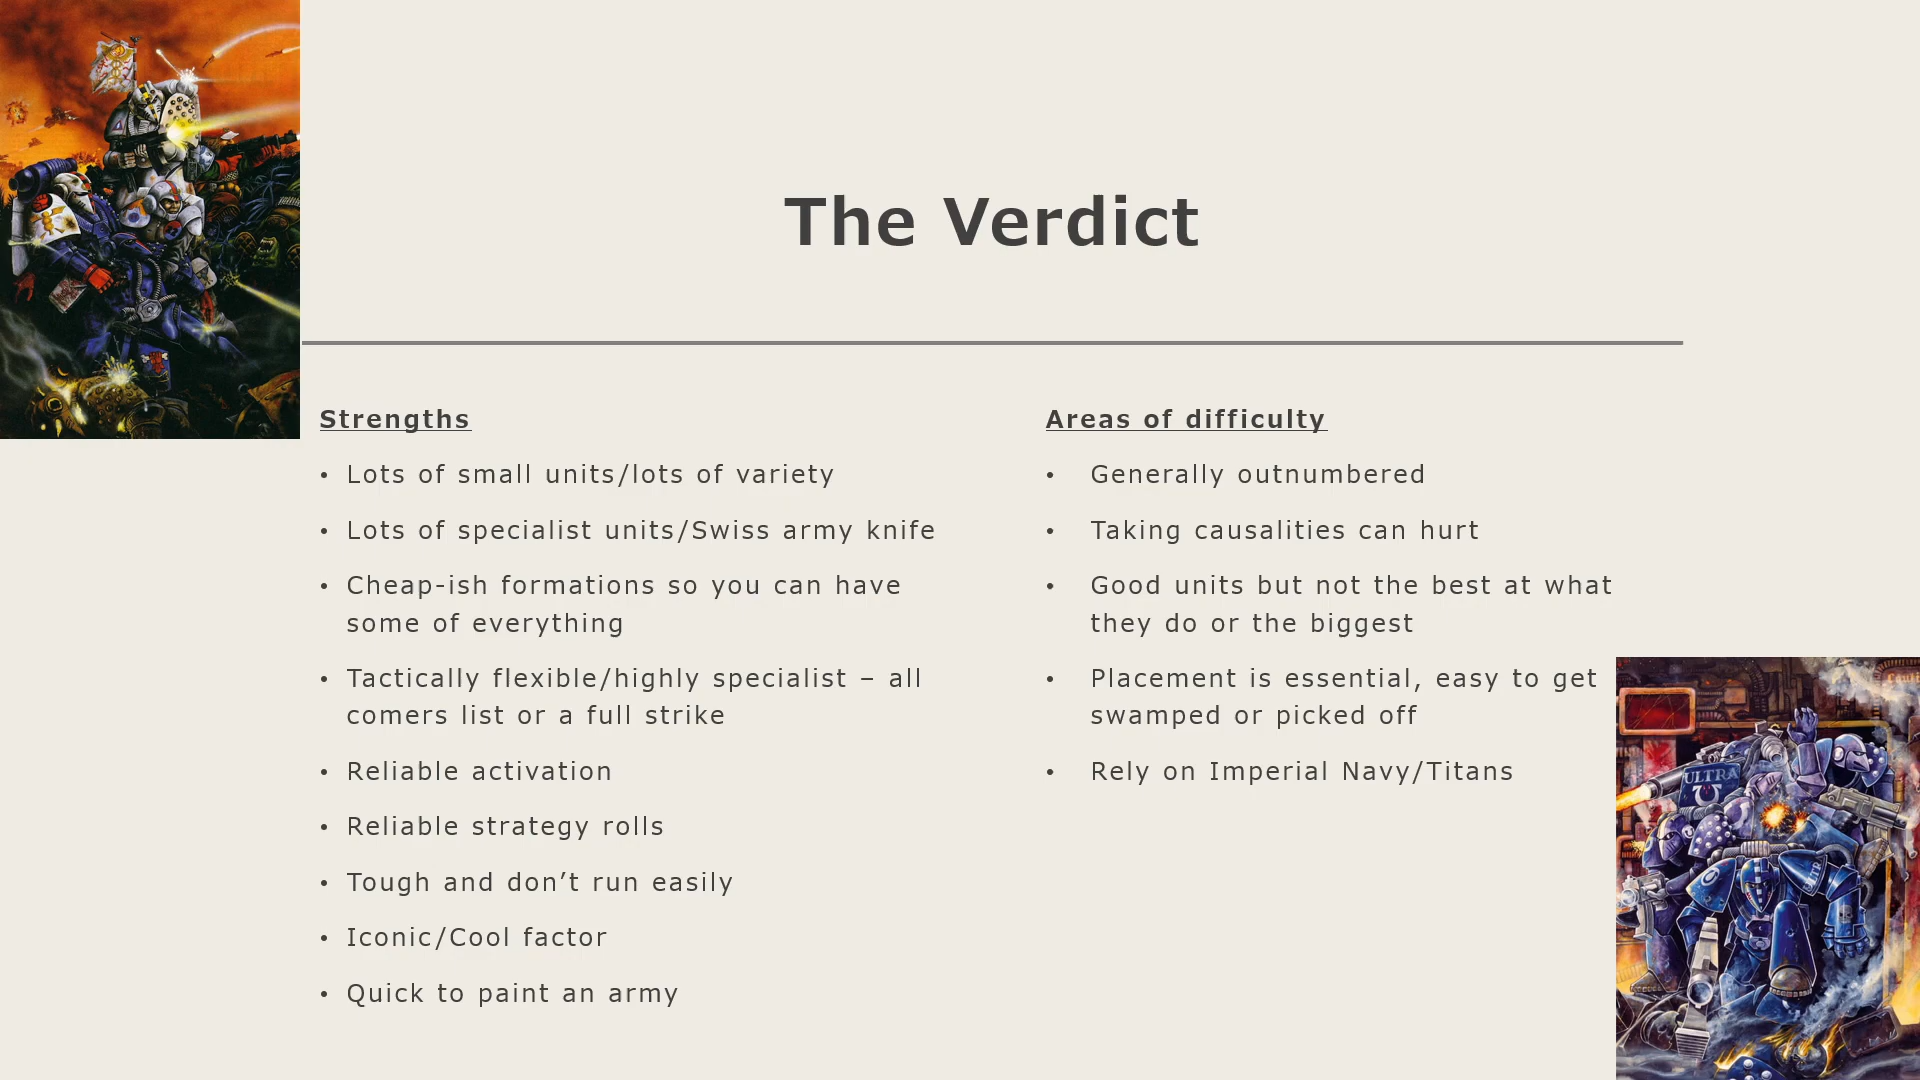 The Verdict
Strengths
• Lots of small units/lots of variety
• Lots of specialist units/Swiss army knife
• Cheap-ish formations so you can have
some of everything
• Tactically flexible/highly specialist – all
comers list or a full strike
• Reliable activation
• Reliable strategy rolls
• Tough and don’t run easily
• Iconic/Cool factor
• Quick to paint an army
Areas of difficulty
• Generally outnumbered
• Taking causalities can hurt
• Good units but not the best at what
they do or the biggest
• Placement is essential, easy to get
swamped or picked off
• Rely on Imperial Navy/Titans
ULTRA